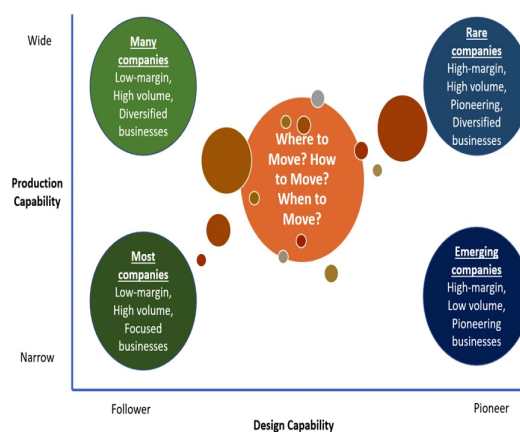 Wide
Many
companies
Low-margin,
High volume,
Diversified
businesses
Rare
companies
High-margin,
High volume,
Pioneering,
Diversified
businesses
Where to
Move? How
to Move?
When to
Move?
Production
Capability
Most
companies
Low-margin,
High volume,
Focused
businesses
Emerging
companies
High-margin,
Low volume,
Pioneering
businesses
Narrow
Follower
Pioneer
Design Capability